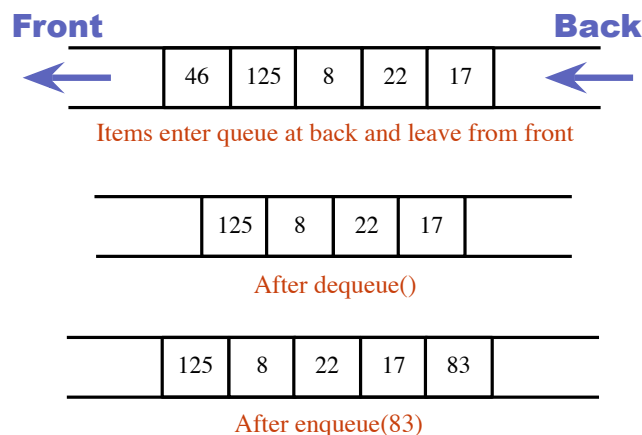 Front Back
46 125 8 22 17
Items enter queue at back and leave from front
125 8 22 17
After dequeue()
125 8 22 17 83
After enqueue(83)